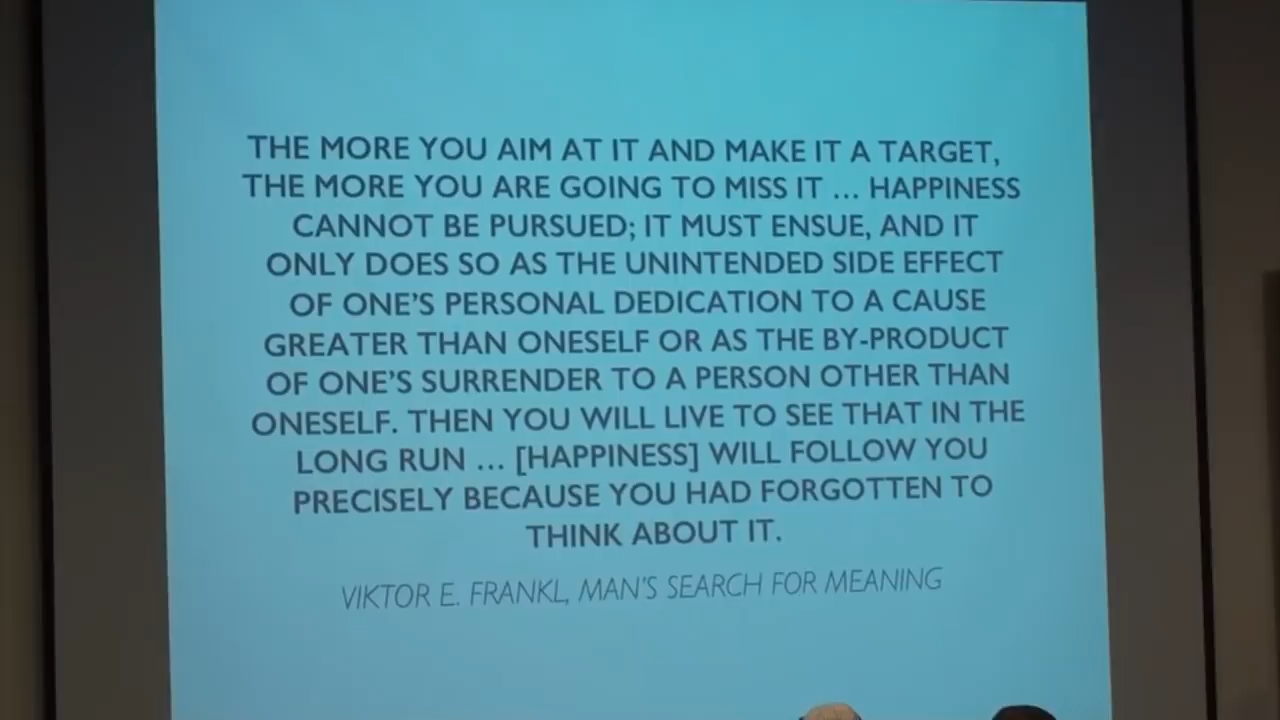 THE MORE YOU AIM AT IT AND MAKE IT A TARGET,
THE MORE YOU ARE GOING TO MISS IT ... HAPPINESS
CANNOT BE PURSUED; IT MUST ENSUE, AND IT
ONLY DOES SO AS THE UNINTENDED SIDE EFFECT
OF ONE'S PERSONAL DEDICATION TO A CAUSE
GREATER THAN ONESELF OR AS THE BY-PRODUCT
OF ONE'S SURRENDER TO A PERSON OTHER THAN
ONESELF. THEN YOU WILL LIVE TO SEE THAT IN THE
LONG RUN ... [HAPPINESS] WILL FOLLOW YOU
PRECISELY BECAUSE YOU HAD FORGOTTEN TO
THINK ABOUT IT.
VIKTOR E. FRANKL, MAN'S SEARCH FOR MEANING